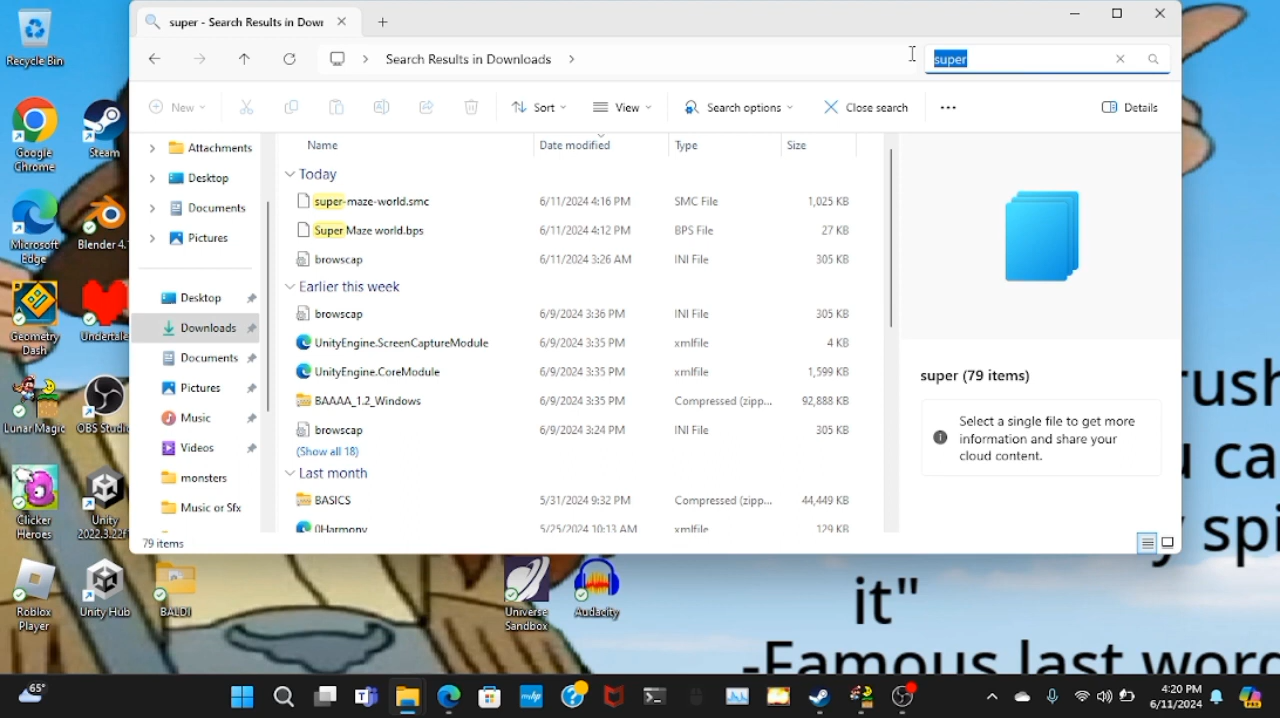 super - Search Results in Dowr
Search Results in Downloads
super
New
Sort
View
Search options
Close search
Details
Attachments
Desktop
Documents
Pictures
Desktop
Downloads
Documents
Pictures
Music
Videos
monsters
Music or Sfx
Name Date modified Type Size
Today
super-maze-world.smc 6/11/2024 4:16 PM SMC File 1,025 KB
Super Maze world.bps 6/11/2024 4:12 PM BPS File 27 KB
browscap 6/11/2024 3:26 AM INI File 305 KB
Earlier this week
browscap 6/9/2024 3:36 PM INI File 305 KB
UnityEngine.ScreenCaptureModule 6/9/2024 3:35 PM xmlfile 4 KB
UnityEngine.CoreModule 6/9/2024 3:35 PM xmlfile 1,599 KB
BAAAA_1.2_Windows 6/9/2024 3:35 PM Compressed (zipp... 92,888 KB
browscap 6/9/2024 3:24 PM INI File 305 KB
(Show all 18)
Last month
BASICS 5/31/2024 9:32 PM Compressed (zipp... 44,449 KB
0Harmony 5/25/2024 10:13 AM xmlfile 129 KB
super (79 items)
Select a single file to get more
information and share your
cloud content.
79 items
Recycle Bin
Google
Chrome
Steam
Microsoft
Edge
Blender 4.
Geometry
Dash
Undertale
Lunar Magic
OBS Studio
Clicker
Heroes
Unity
2022.3.22f
Roblox
Player
Unity Hub
BALDI
Universe
Sandbox
Audacity
rush
u ca
y spi
it"
-Famous last word
65°
myhp
4:20 PM
6/11/2024